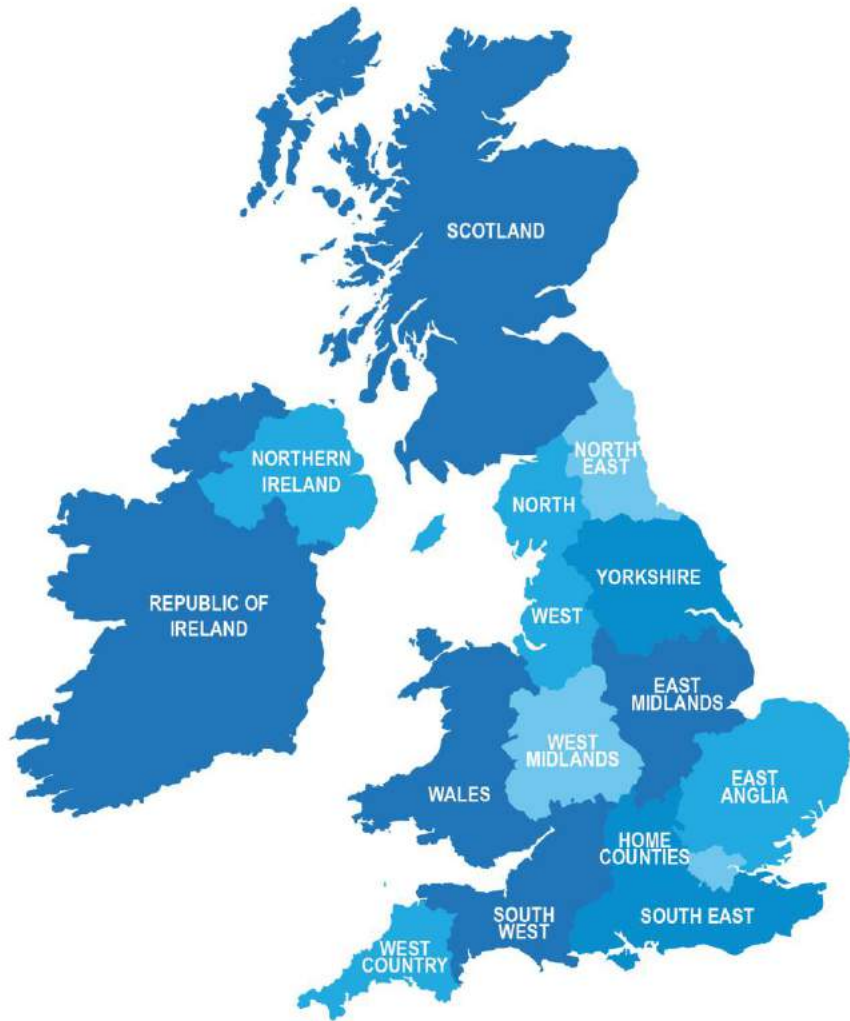 SCOTLAND
NORTH
EAST
NORTHERN
IRELAND
NORTH
YORKSHIRE
REPUBLIC OF
IRELAND
WEST
EAST
MIDLANDS
WEST
MIDLANDS
WALES
EAST
ANGLIA
HOME
COUNTIES
SOUTH
WEST
SOUTH EAST
WEST
COUNTRY